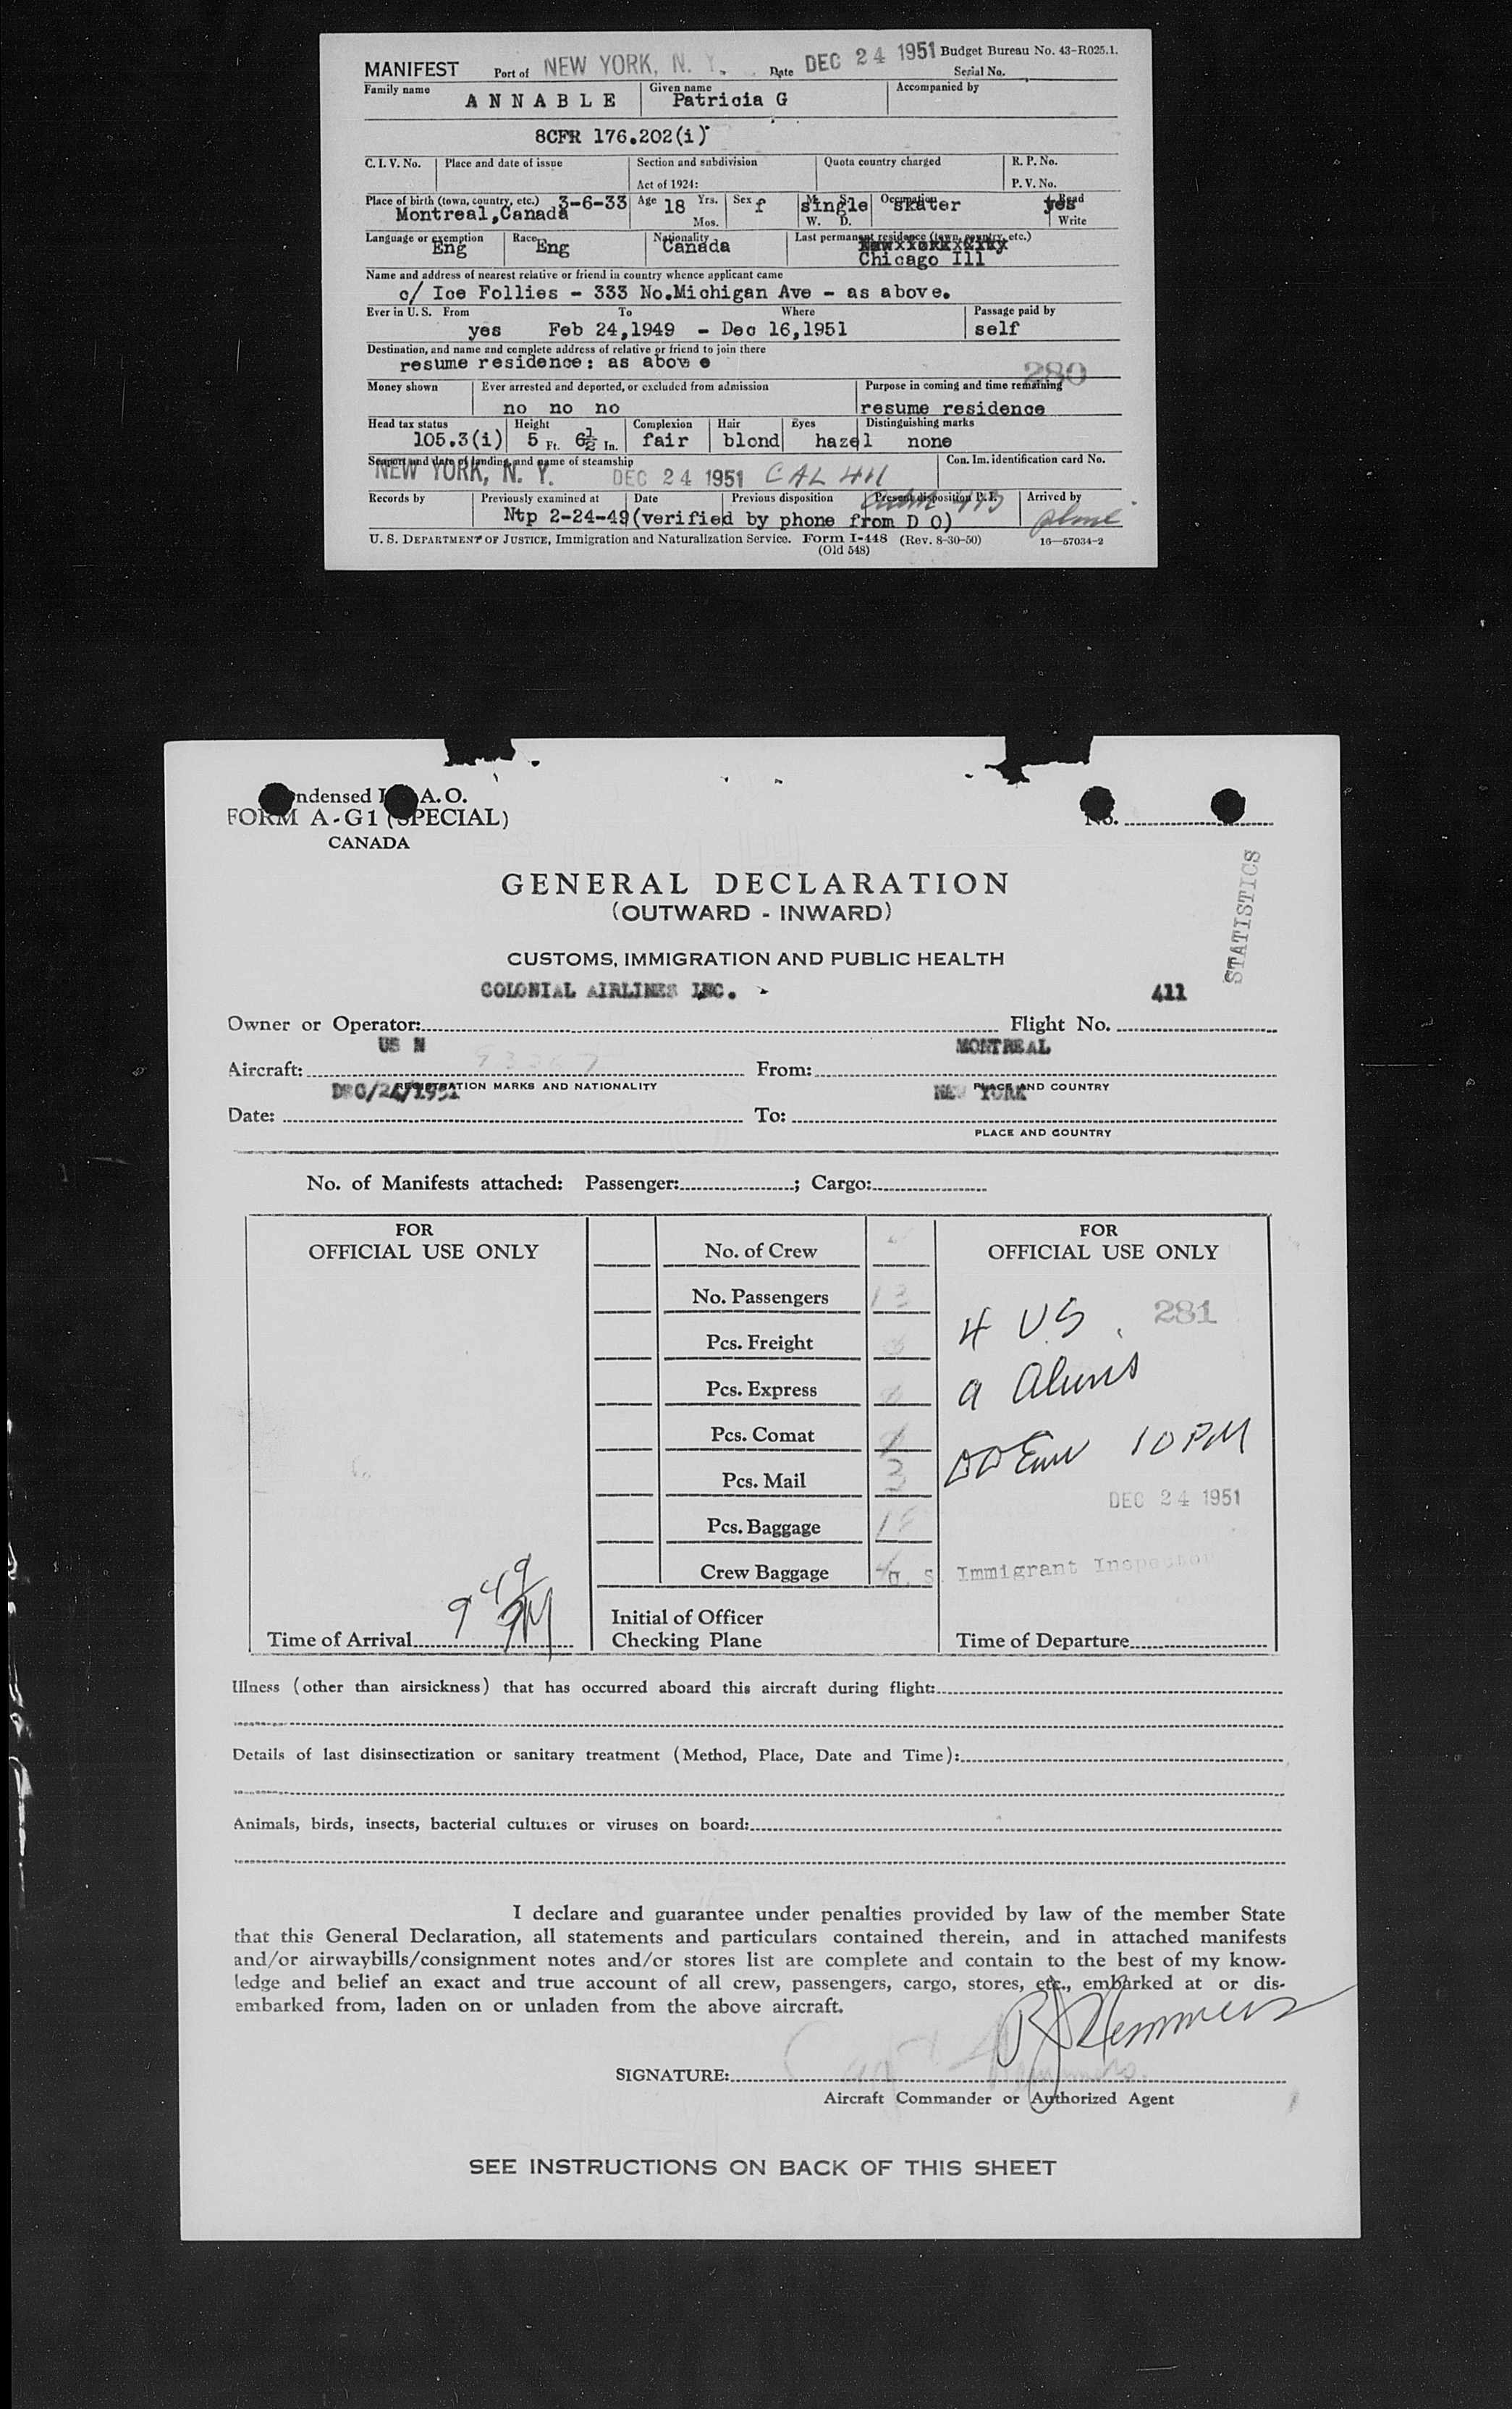 MANIFEST Port of NEW YORK, N. Y. Date DEC 24 1951 Budget Bureau No. 43-R025.1.
Serial No.
Family name Given name Accompanied by
ANNABLE Patricia G
8CFR 176.202(i)
C. I. V. No. Place and date of issue Section and subdivision Quota country charged R. P. No.
Act of 1924: P. V. No.
Place of birth (town, country, etc.) 3-6-33 Age 18 Yrs. Sex f M. S. single Occupation skater yes Read
Montreal,Canada Mos. W. D. Write
Language or exemption Race Nationality Last permanent residence (town, country, etc.)
Eng Eng Canada New York City
Chicago Ill
Name and address of nearest relative or friend in country whence applicant came
c/ Ice Follies - 333 No.Michigan Ave - as above.
Ever in U. S. From To Where Passage paid by
yes Feb 24,1949 - Dec 16,1951 self
Destination, and name and complete address of relative or friend to join there
resume residence: as above 280
Money shown Ever arrested and deported, or excluded from admission Purpose in coming and time remaining
no no no resume residence
Head tax status Height Complexion Hair Eyes Distinguishing marks
105.3(i) 5 Ft. 6½ In. fair blond hazel none
Seaport and date of landing, and name of steamship Con. Im. identification card No.
NEW YORK, N. Y. DEC 24 1951 CAL 411
Records by Previously examined at Date Previous disposition Present disposition P. I. Arrived by
Ntp 2-24-49(verified by phone from D O) plane
U. S. DEPARTMENT OF JUSTICE, Immigration and Naturalization Service. Form I-448 (Rev. 8-30-50) 16—57034-2
(Old 548)
ndensed I A. O.
FORM A-G1 (SPECIAL) No.
CANADA
STATISTICS
GENERAL DECLARATION
(OUTWARD - INWARD)
CUSTOMS, IMMIGRATION AND PUBLIC HEALTH
COLONIAL AIRLINES INC. 411
Owner or Operator: Flight No.
US N MONTREAL
Aircraft: From:
REGISTRATION MARKS AND NATIONALITY PLACE AND COUNTRY
DEC/24/1951 NEW YORK
Date: To:
PLACE AND COUNTRY
No. of Manifests attached: Passenger: ; Cargo:
FOR FOR
OFFICIAL USE ONLY No. of Crew OFFICIAL USE ONLY
No. Passengers 13
4 US 281
Pcs. Freight
9 Aliens
Pcs. Express
Pcs. Comat 1
10 PM
Pcs. Mail 3
DEC 24 1951
Pcs. Baggage
Crew Baggage U. S. Immigrant Inspector
9 49 PM
Initial of Officer
Time of Arrival Checking Plane Time of Departure
Illness (other than airsickness) that has occurred aboard this aircraft during flight:
Details of last disinsectization or sanitary treatment (Method, Place, Date and Time):
Animals, birds, insects, bacterial cultures or viruses on board:
I declare and guarantee under penalties provided by law of the member State
that this General Declaration, all statements and particulars contained therein, and in attached manifests
and/or airwaybills/consignment notes and/or stores list are complete and contain to the best of my know-
ledge and belief an exact and true account of all crew, passengers, cargo, stores, etc., embarked at or dis-
embarked from, laden on or unladen from the above aircraft.
SIGNATURE:
Aircraft Commander or Authorized Agent
SEE INSTRUCTIONS ON BACK OF THIS SHEET